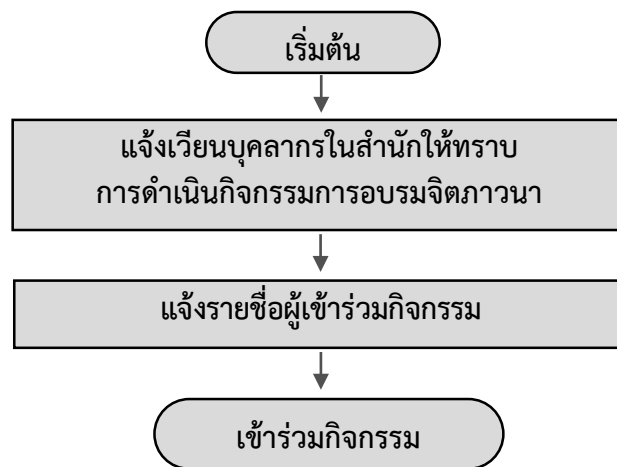 เริ่มต้น
แจ้งเวียนบุคลากรในสำนักให้ทราบ
การดำเนินกิจกรรมการอบรมจิตภาวนา
แจ้งรายชื่อผู้เข้าร่วมกิจกรรม
เข้าร่วมกิจกรรม